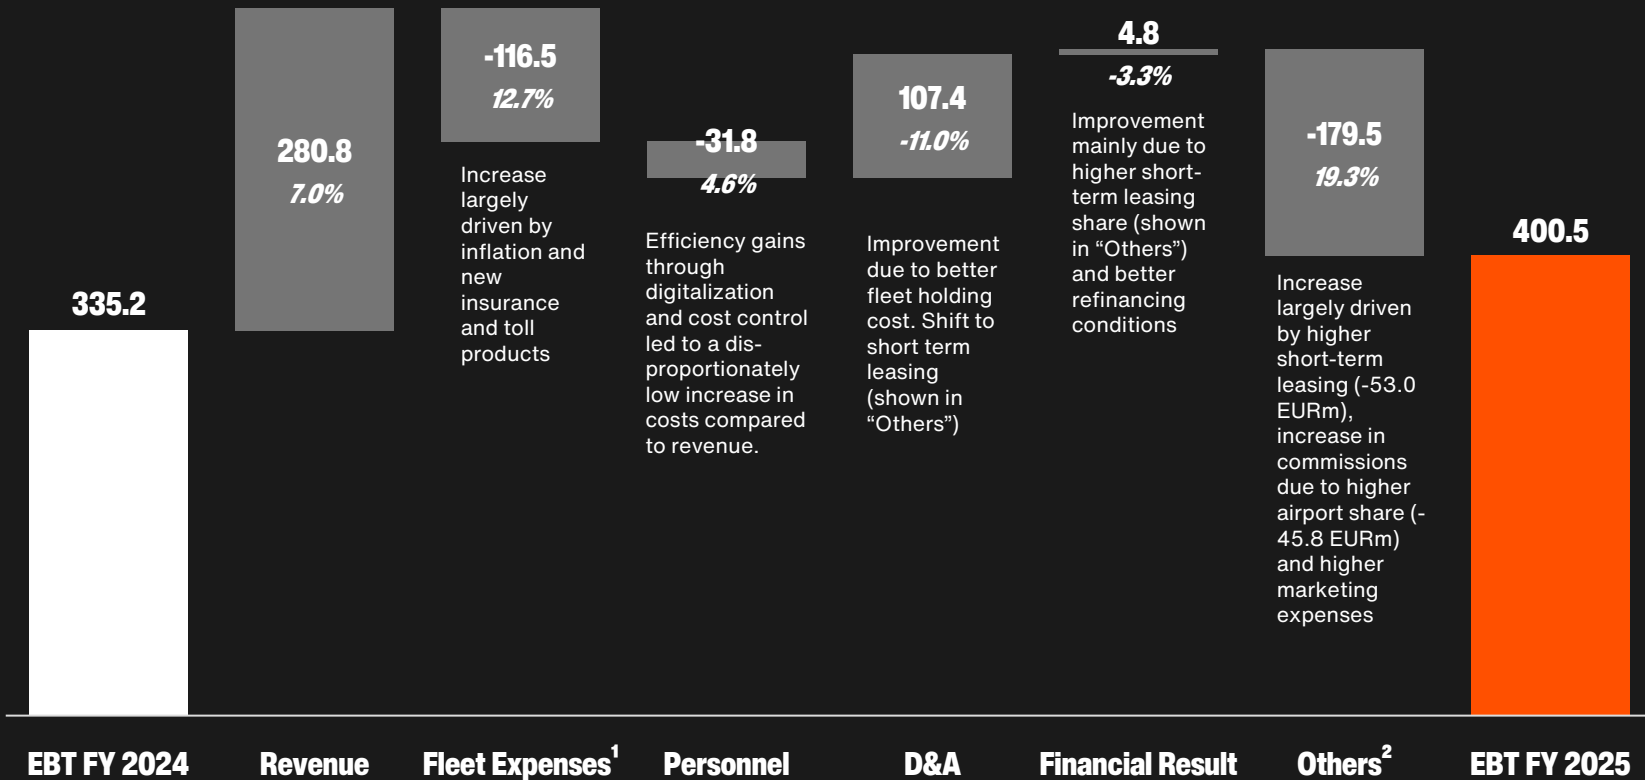 335.2
EBT FY 2024
280.8
7.0%
Revenue
-116.5
12.7%
Increase
largely
driven by
inflation and
new
insurance
and toll
products
Fleet Expenses¹
-31.8
4.6%
Efficiency gains
through
digitalization
and cost control
led to a dis-
proportionately
low increase in
costs compared
to revenue.
Personnel
107.4
-11.0%
Improvement
due to better
fleet holding
cost. Shift to
short term
leasing
(shown in
“Others”)
D&A
4.8
-3.3%
Improvement
mainly due to
higher short-
term leasing
share (shown
in “Others”)
and better
refinancing
conditions
Financial Result
-179.5
19.3%
Increase
largely driven
by higher
short-term
leasing (-53.0
EURm),
increase in
commissions
due to higher
airport share (-
45.8 EURm)
and higher
marketing
expenses
Others²
400.5
EBT FY 2025